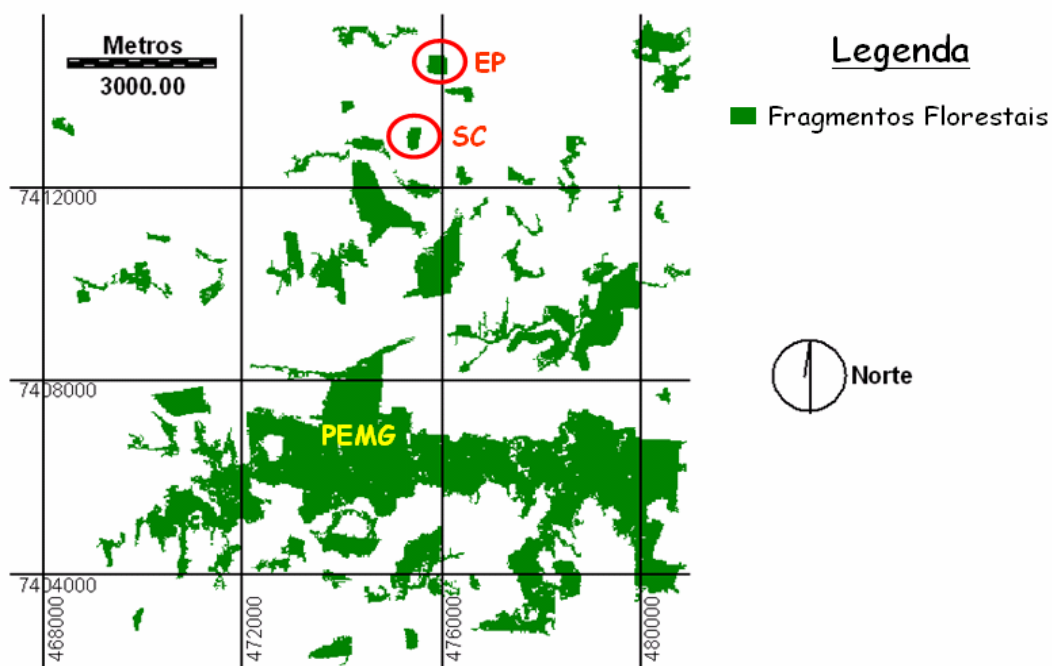 Metros
3000.00
EP
SC
Legenda
Fragmentos Florestais
7412000
7408000
Norte
PEMG
7404000
468000
472000
476000
480000